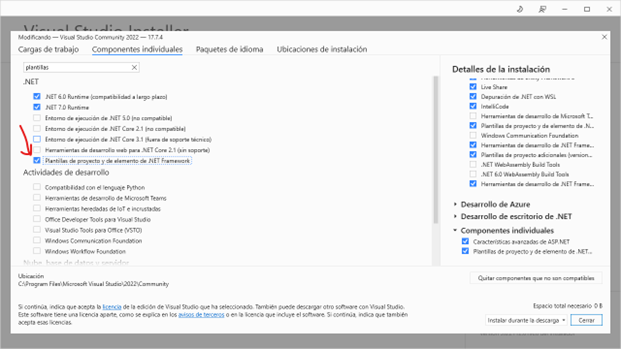 Visual Studio Installer
Modificando — Visual Studio Community 2022 — 17.7.4
Cargas de trabajo
Componentes individuales
Paquetes de idioma
Ubicaciones de instalación
plantillas
.NET
.NET 6.0 Runtime (compatibilidad a largo plazo)
.NET 7.0 Runtime
Entorno de ejecución de .NET 5.0 (no compatible)
Entorno de ejecución de .NET Core 2.1 (no compatible)
Entorno de ejecución de .NET Core 3.1 (fuera de soporte técnico)
Herramientas de desarrollo web para .NET Core 2.1 (sin soporte)
Plantillas de proyecto y de elemento de .NET Framework
Actividades de desarrollo
Compatibilidad con el lenguaje Python
Herramientas de desarrollo de Microsoft Teams
Herramientas heredadas de IoT e incrustadas
Office Developer Tools para Visual Studio
Visual Studio Tools para Office (VSTO)
Windows Communication Foundation
Windows Workflow Foundation
Nube, base de datos y servidor
Detalles de la instalación
Live Share
Depuración de .NET con WSL
IntelliCode
Herramientas de desarrollo de Microsoft T...
Plantillas de proyecto y de elemento de .N...
Windows Communication Foundation
Herramientas de desarrollo de .NET Frame...
Plantillas de proyecto adicionales (version...
.NET WebAssembly Build Tools
.NET 6.0 WebAssembly Build Tools
Herramientas de desarrollo de .NET Frame...
Desarrollo de Azure
Desarrollo de escritorio de .NET
Componentes individuales
Características avanzadas de ASP.NET
Plantillas de proyecto y de elemento de .NET...
Ubicación
C:\Program Files\Microsoft Visual Studio\2022\Community
Quitar componentes que no son compatibles
Si continúa, indica que acepta la licencia de la edición de Visual Studio que ha seleccionado. También puede descargar otro software con Visual Studio.
Este software tiene una licencia aparte, como se explica en los avisos de terceros o en la licencia que incluye el software. Si continúa, indica que también
acepta esas licencias.
Espacio total necesario 0 B
Instalar durante la descarga
Cerrar